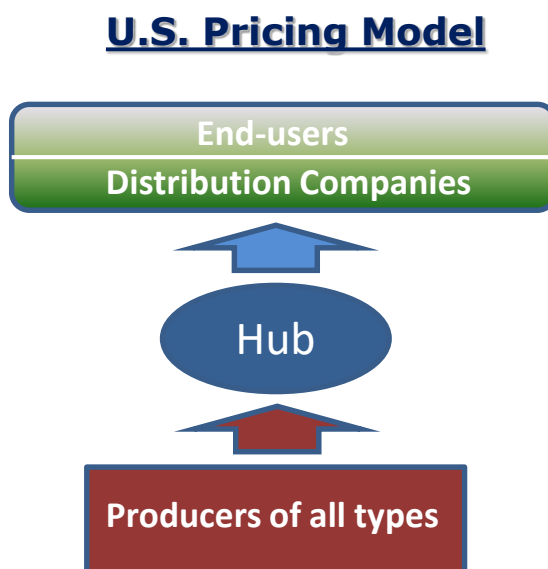 U.S. Pricing Model
End-users
Distribution Companies
Hub
Producers of all types